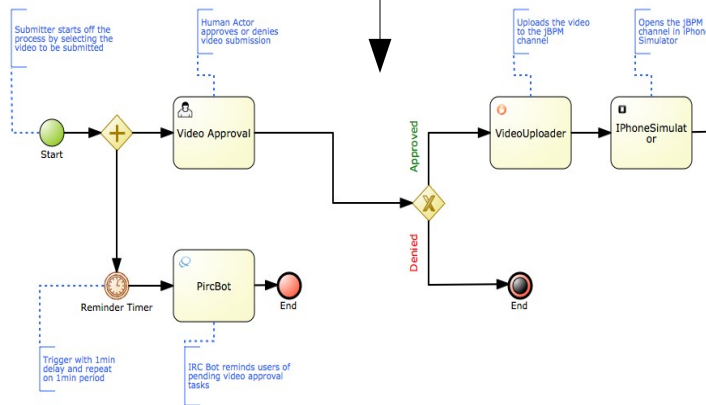 Submitter starts off the
process by selecting the
video to be submitted
Human Actor
approves or denies
video submission
Uploads the video
to the jBPM
channel
Opens the jBPM
channel in iPhone
Simulator
Start
Video Approval
Approved
VideoUploader
IPhoneSimulat
or
Denied
Reminder Timer
PircBot
End
End
Trigger with 1min
delay and repeat
on 1min period
IRC Bot reminds users of
pending video approval
tasks